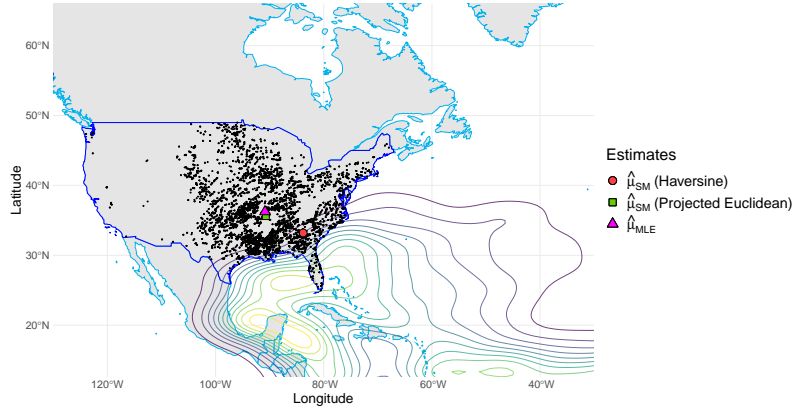 60°N
50°N
40°N
30°N
20°N
Latitude
120°W
100°W
80°W
60°W
40°W
Longitude
Estimates
μ̂SM (Haversine)
μ̂SM (Projected Euclidean)
μ̂MLE